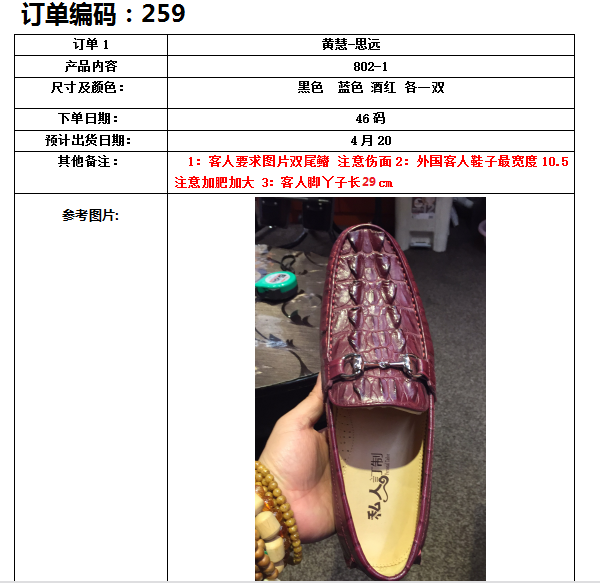 订单编码：259
订单 1 黄慧-思远
产品内容 802-1
尺寸及颜色： 黑色 蓝色 酒红 各一双
下单日期： 46 码
预计出货日期： 4 月 20
其他备注： 1：客人要求图片双尾鳍 注意伤面 2：外国客人鞋子最宽度 10.5
注意加肥加大 3：客人脚丫子长29cm
参考图片:
私人訂制